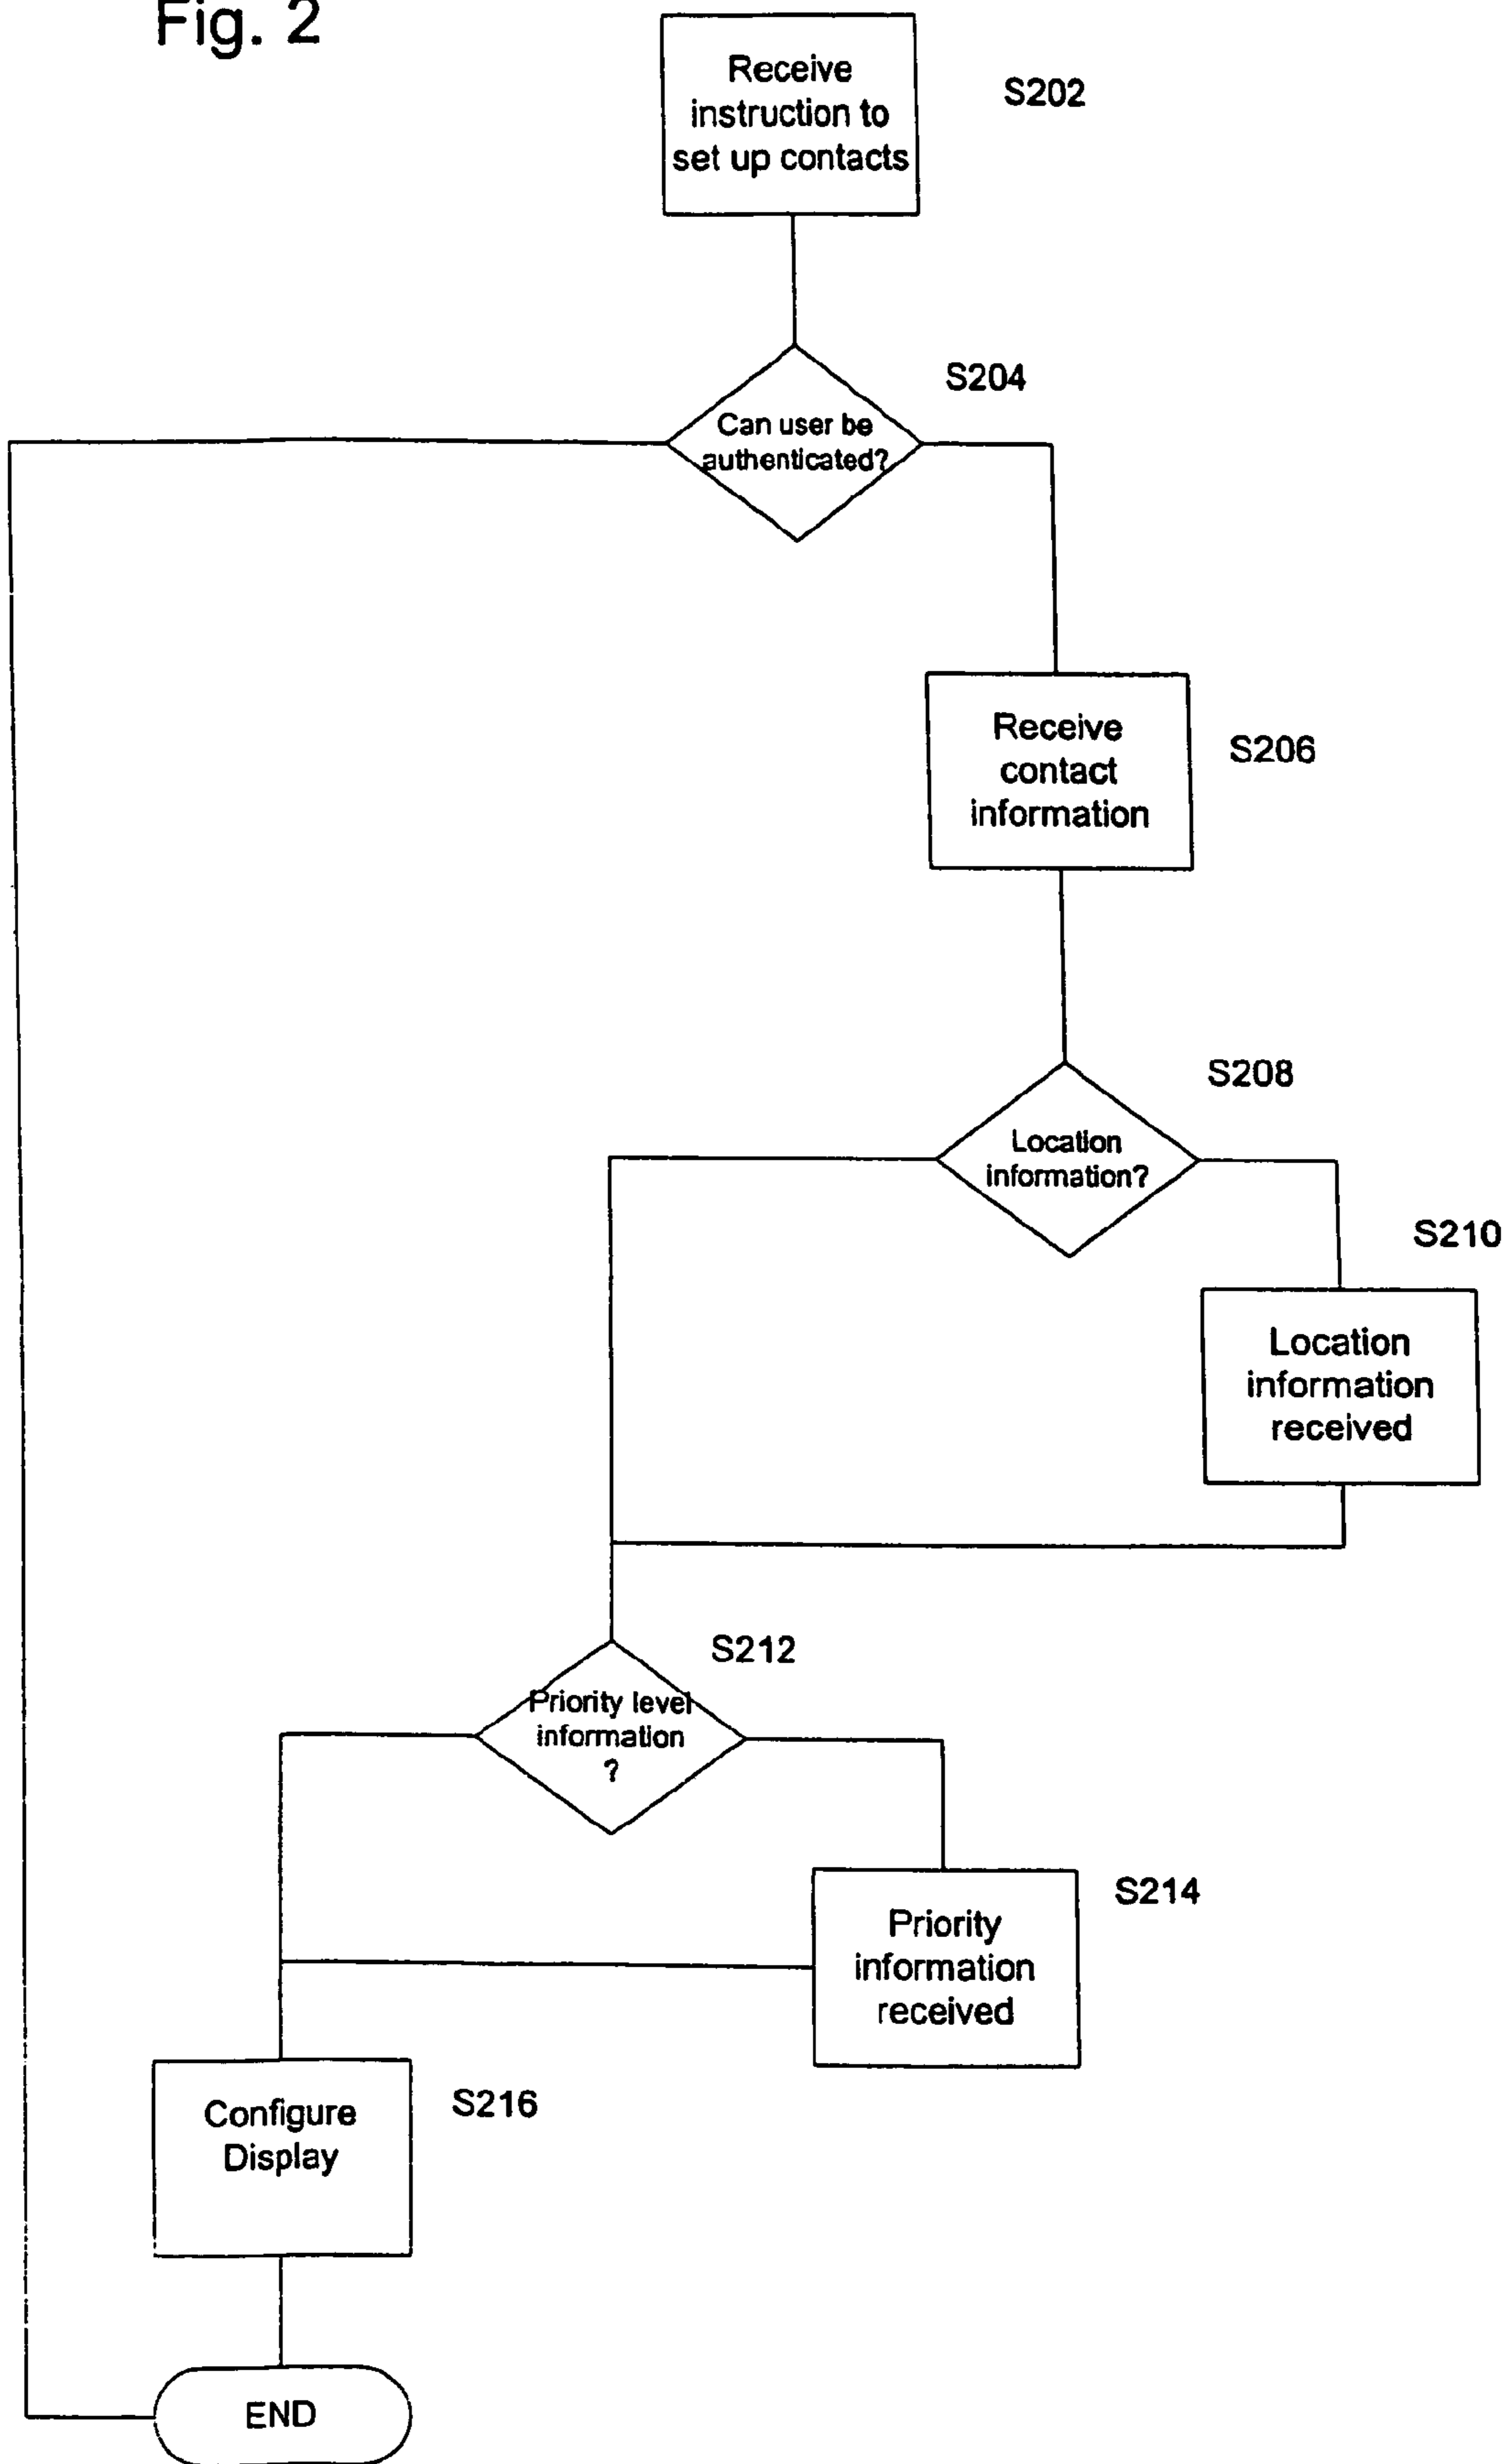 Fig. 2
Receive
instruction to
set up contacts
S202
S204
Can user be
authenticated?
Receive
contact
information
S206
S208
Location
information?
S210
Location
information
received
S212
Priority level
information
?
S214
Priority
information
received
Configure
Display
S216
END